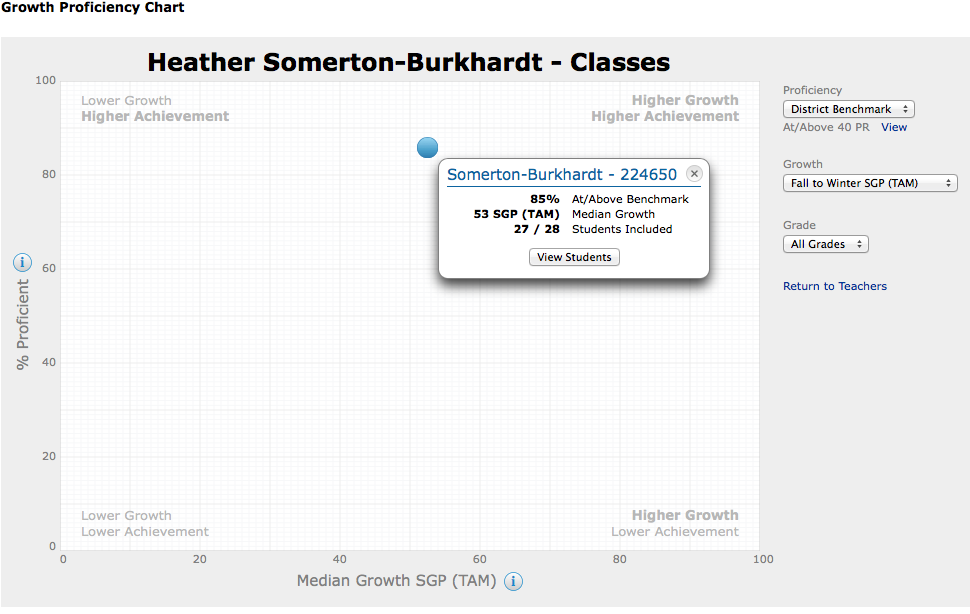 Growth Proficiency Chart
Heather Somerton-Burkhardt - Classes
100
80
60
40
20
0
% Proficient
i
Lower Growth
Higher Achievement
Higher Growth
Higher Achievement
Somerton-Burkhardt - 224650
85% At/Above Benchmark
53 SGP (TAM) Median Growth
27 / 28 Students Included
View Students
Lower Growth
Lower Achievement
Higher Growth
Lower Achievement
0 20 40 60 80 100
Median Growth SGP (TAM) i
Proficiency
District Benchmark
At/Above 40 PR View
Growth
Fall to Winter SGP (TAM)
Grade
All Grades
Return to Teachers